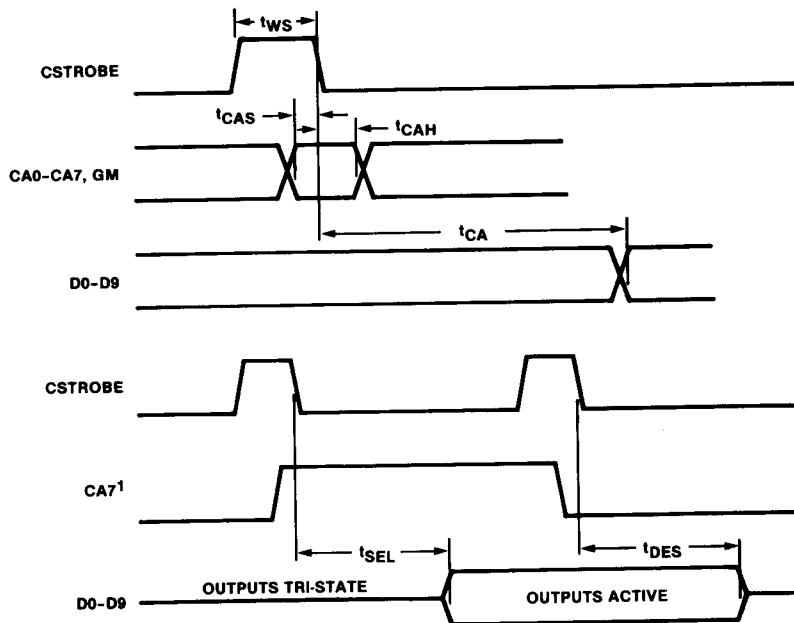 tWS
CSTROBE
tCAS
tCAH
CA0-CA7, GM
tCA
D0-D9
CSTROBE
CA7¹
tSEL
tDES
OUTPUTS TRI-STATE
OUTPUTS ACTIVE
D0-D9